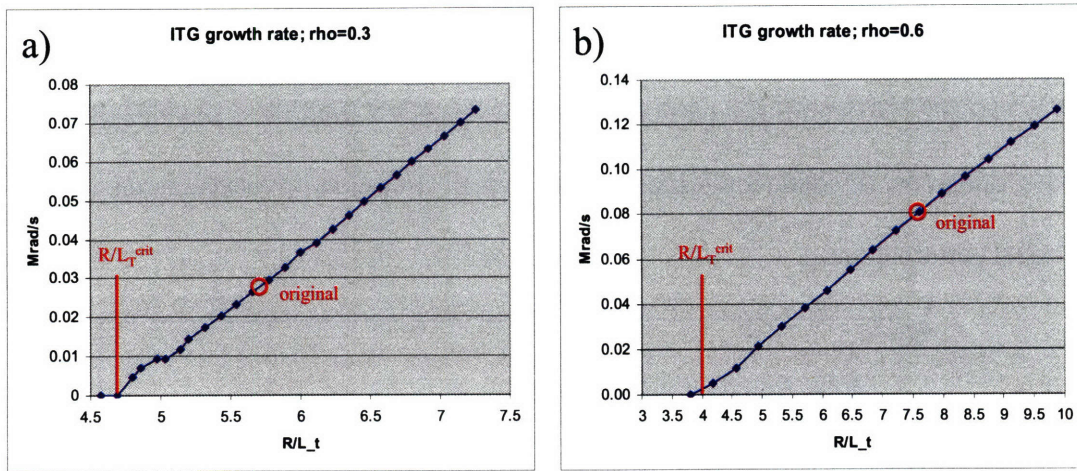 a)
ITG growth rate; rho=0.3
0.08
0.07
0.06
0.05
0.04
0.03
0.02
0.01
0
Mrad/s
R/L_T^crit
original
4.5 5 5.5 6 6.5 7 7.5
R/L_t
b)
ITG growth rate; rho=0.6
0.14
0.12
0.10
0.08
0.06
0.04
0.02
0.00
Mrad/s
R/L_T^crit
original
3 3.5 4 4.5 5 5.5 6 6.5 7 7.5 8 8.5 9 9.5 10
R/L_t